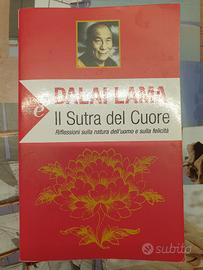 DALAI LAMA
Il Sutra del Cuore
Riflessioni sulla natura dell'uomo e sulla felicità
subito